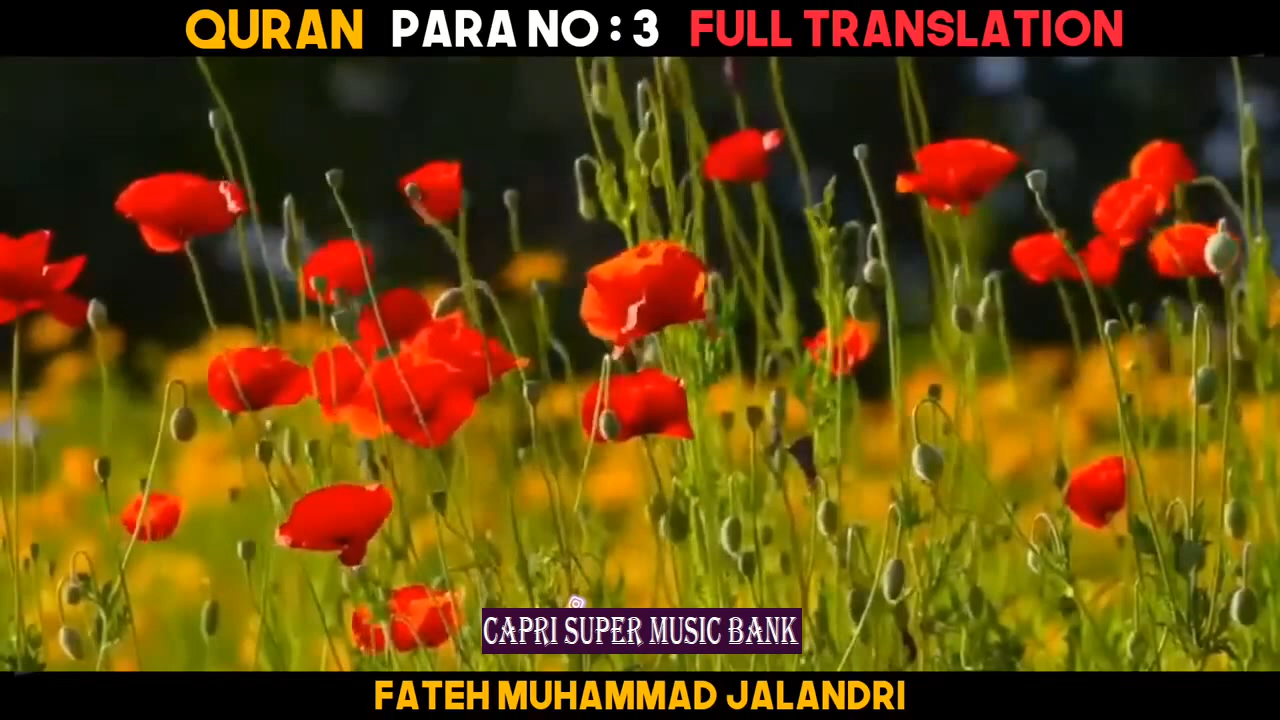 QURAN PARA NO : 3 FULL TRANSLATION
CAPRI SUPER MUSIC BANK
FATEH MUHAMMAD JALANDRI